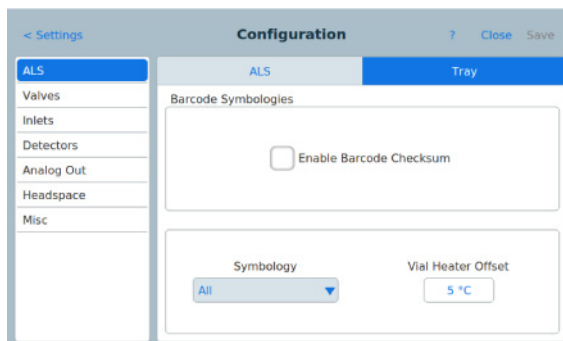 < Settings
Configuration
? Close Save
ALS
Valves
Inlets
Detectors
Analog Out
Headspace
Misc
ALS
Tray
Barcode Symbologies
Enable Barcode Checksum
Symbology
All
Vial Heater Offset
5 °C